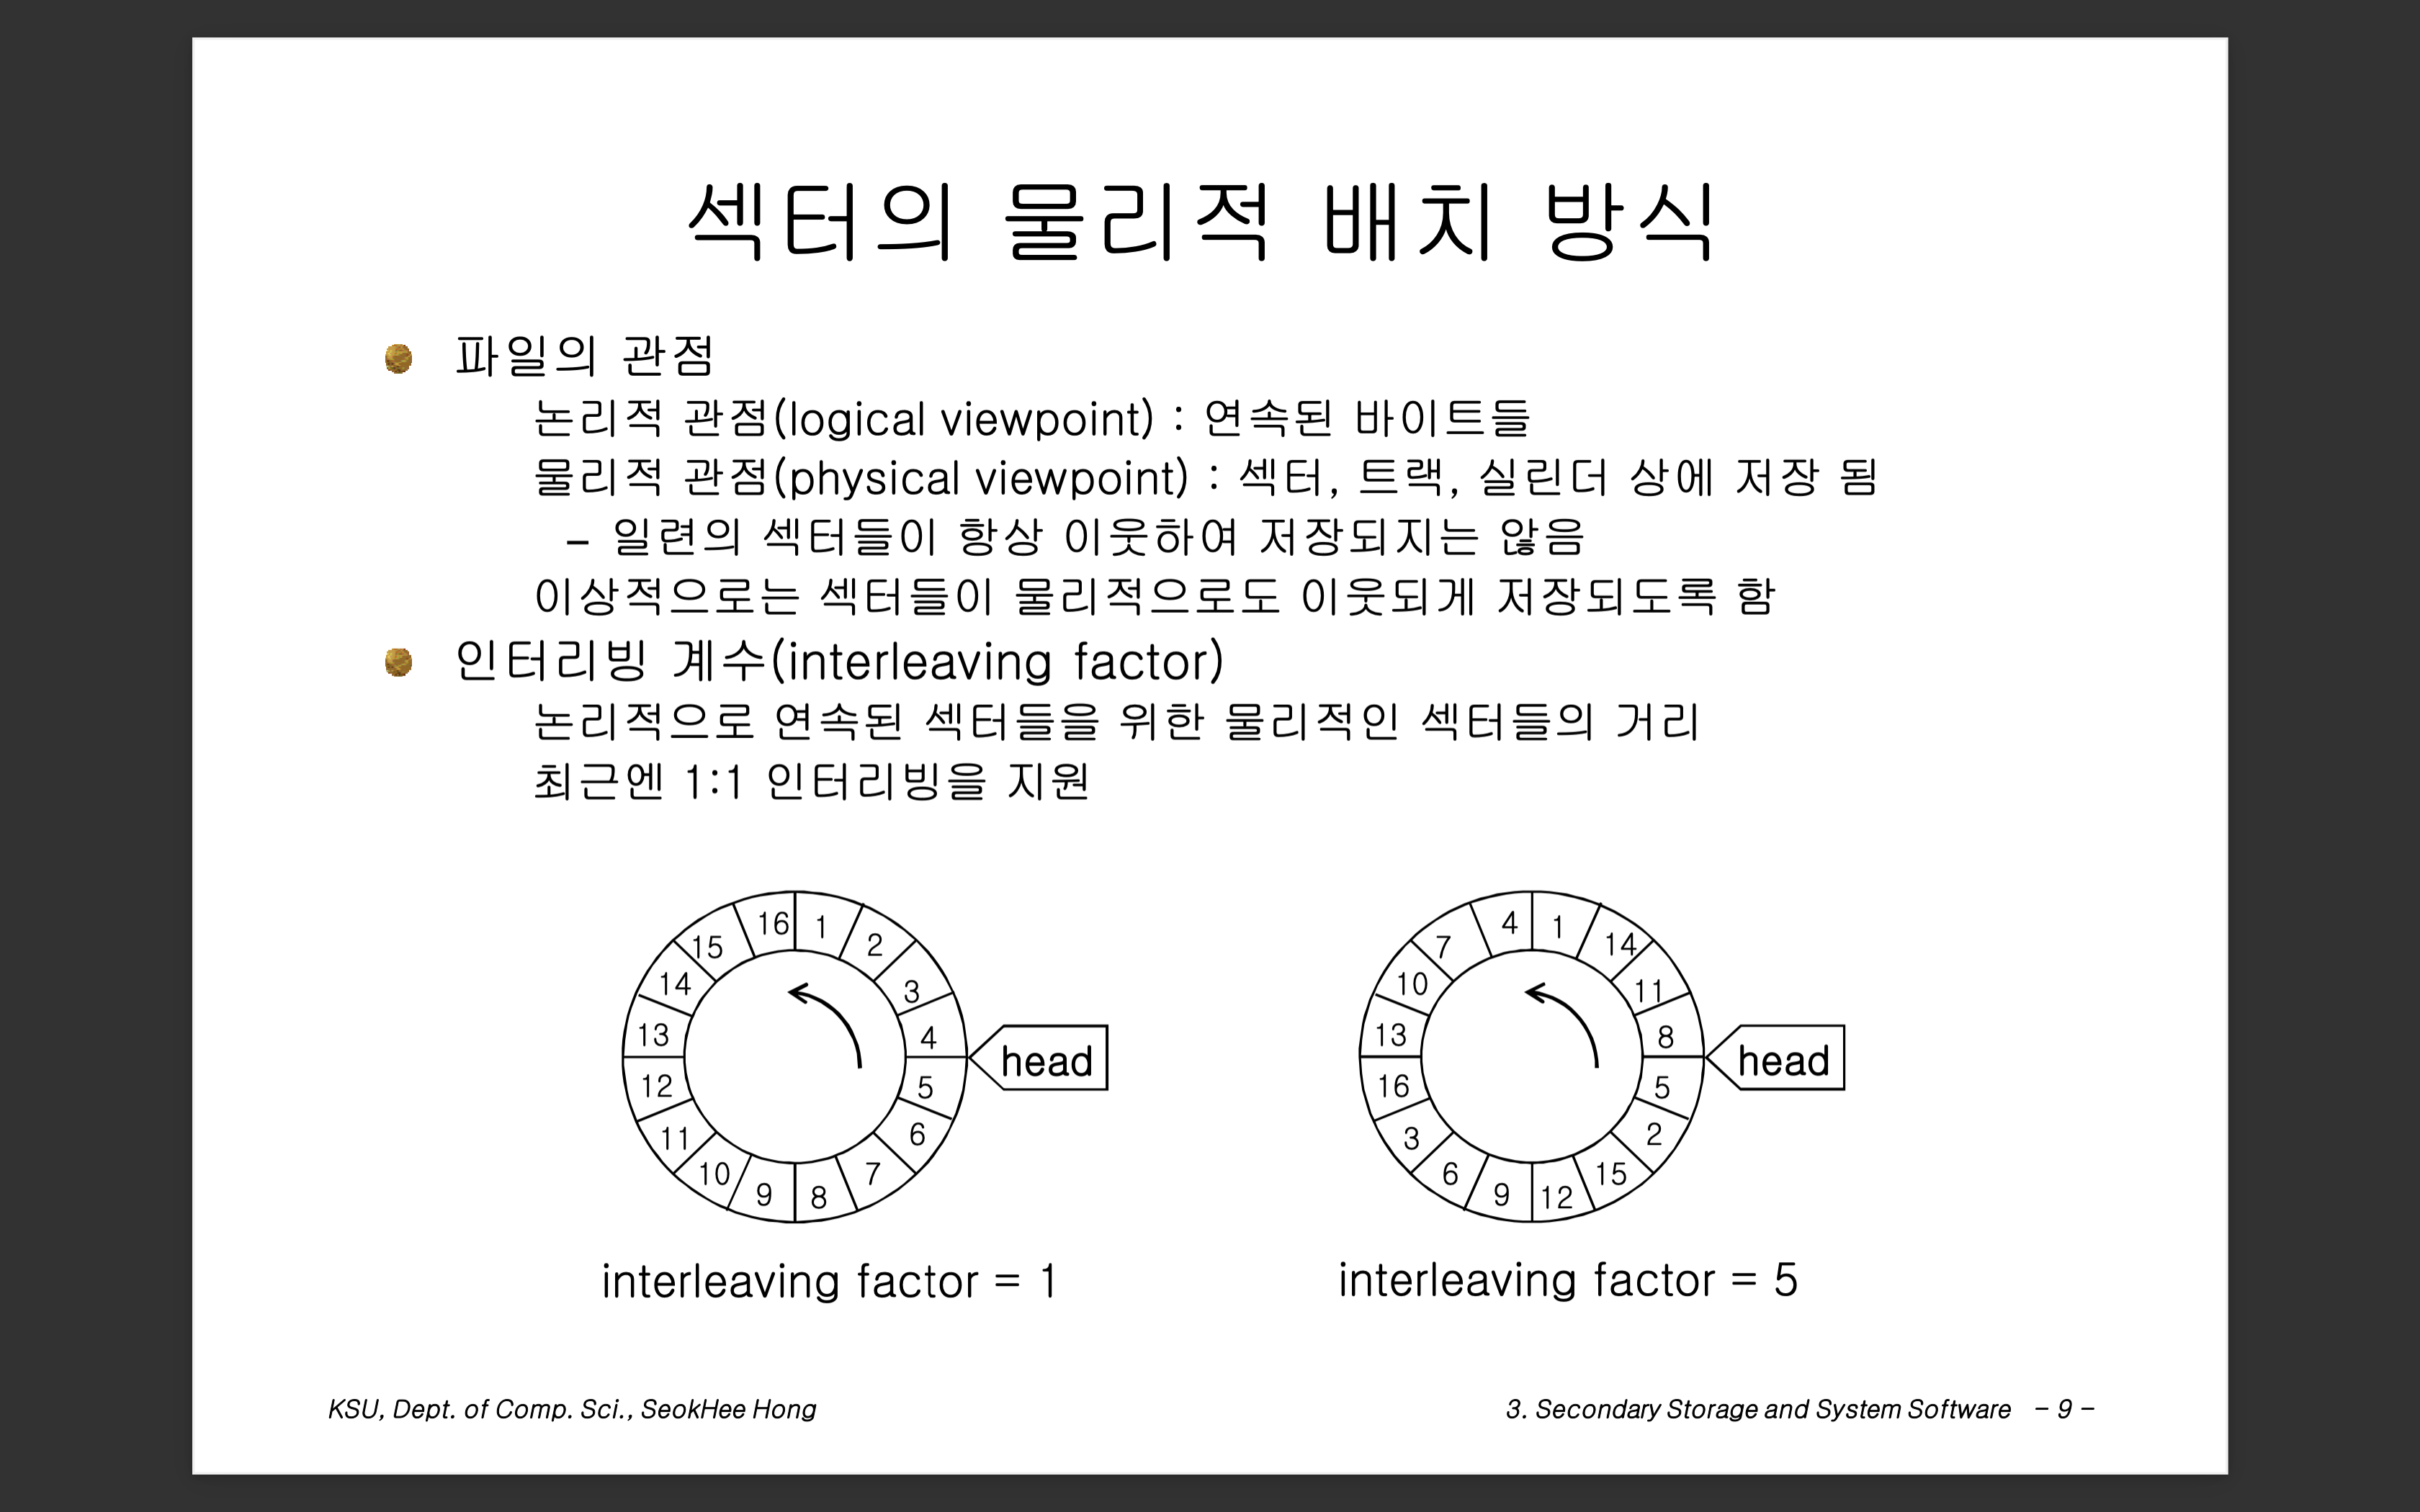 섹터의 물리적 배치 방식
파일의 관점
논리적 관점(logical viewpoint) : 연속된 바이트들
물리적 관점(physical viewpoint) : 섹터, 트랙, 실린더 상에 저장 됨
- 일련의 섹터들이 항상 이웃하여 저장되지는 않음
이상적으로는 섹터들이 물리적으로도 이웃되게 저장되도록 함
인터리빙 계수(interleaving factor)
논리적으로 연속된 섹터들을 위한 물리적인 섹터들의 거리
최근엔 1:1 인터리빙을 지원
1
2
3
4
5
6
7
8
9
10
11
12
13
14
15
16
head
interleaving factor = 1
1
14
11
8
5
2
15
12
9
6
3
16
13
10
7
4
head
interleaving factor = 5
KSU, Dept. of Comp. Sci., SeokHee Hong
3. Secondary Storage and System Software - 9 -